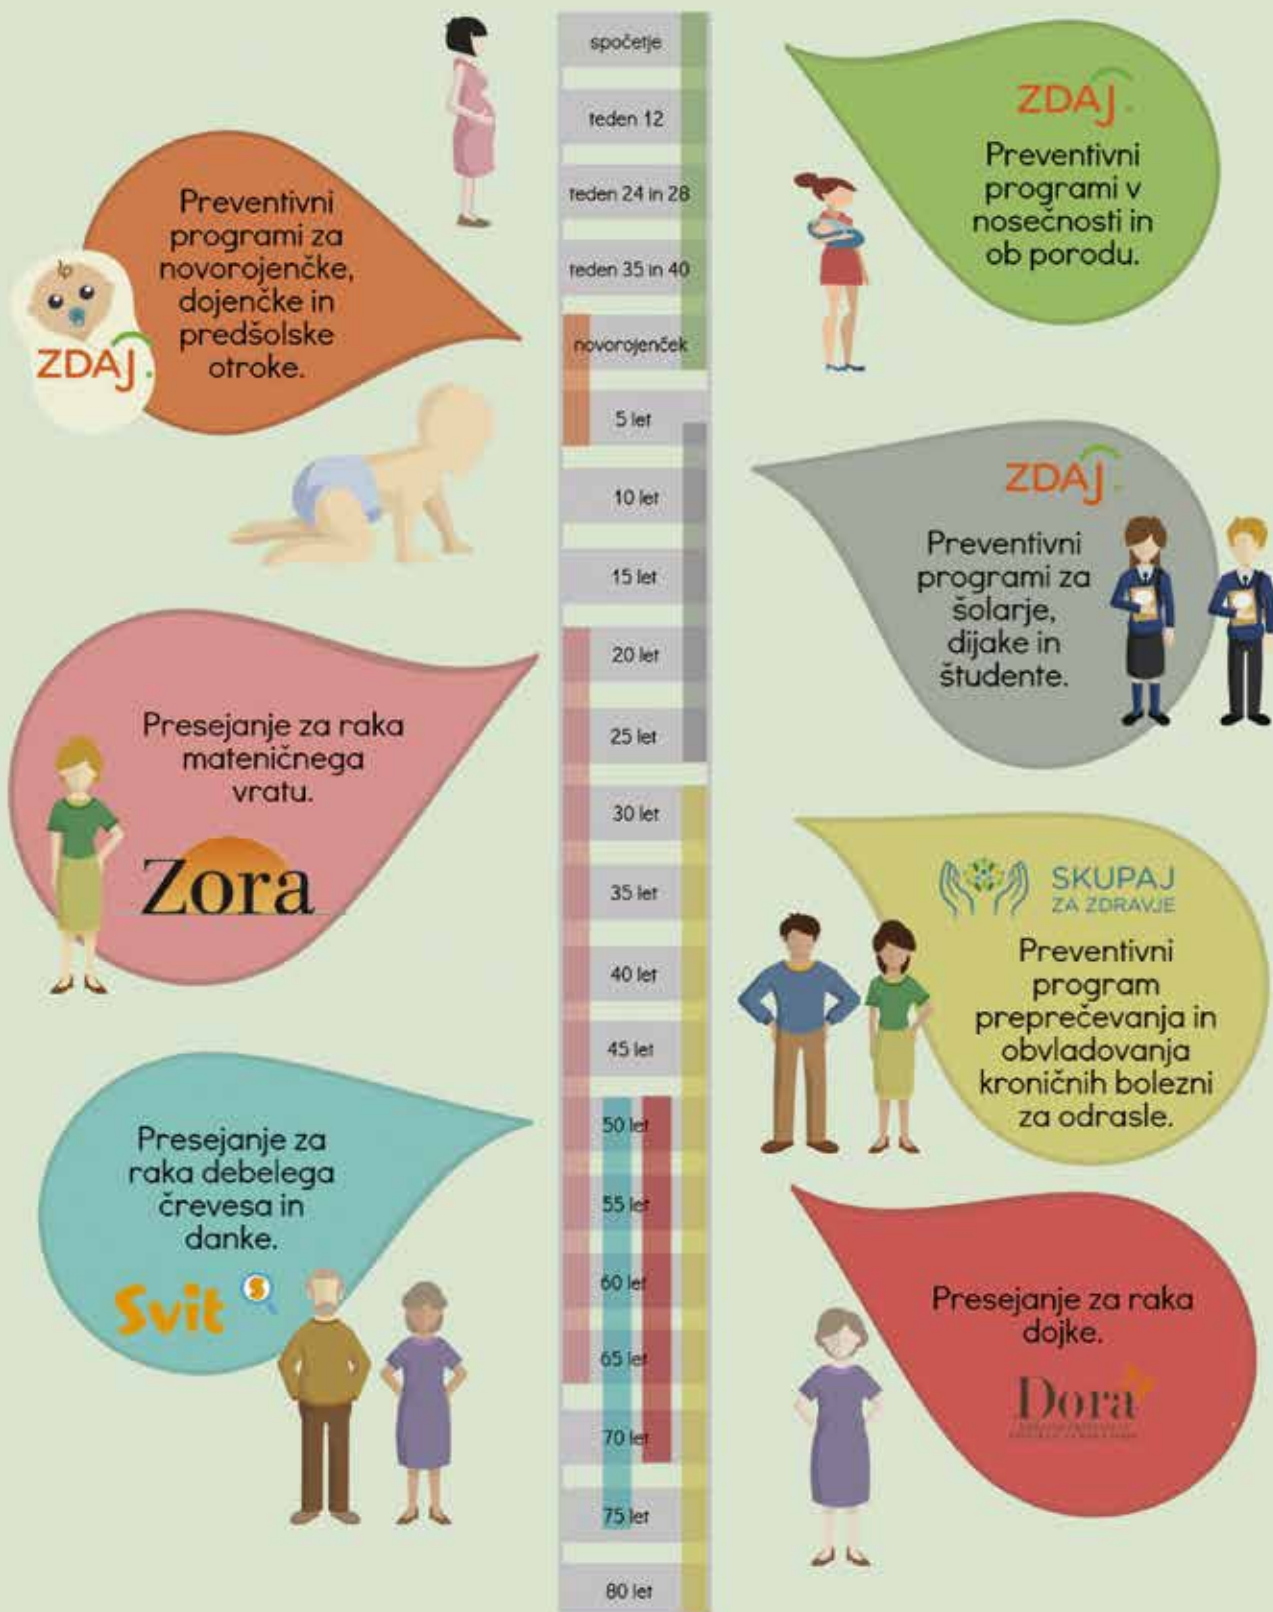 spočetje
teden 12
teden 24 in 28
teden 35 in 40
novorojenček
5 let
10 let
15 let
20 let
25 let
30 let
35 let
40 let
45 let
50 let
55 let
60 let
65 let
70 let
75 let
80 let
ZDAJ.
Preventivni
programi v
nosečnosti in
ob porodu.
Preventivni
programi za
novorojenčke,
dojenčke in
predšolske
otroke.
ZDAJ.
ZDAJ.
Preventivni
programi za
šolarje,
dijake in
študente.
Presejanje za raka
materničnega
vratu.
Zora
SKUPAJ
ZA ZDRAVJE
Preventivni
program
preprečevanja in
obvladovanja
kroničnih bolezni
za odrasle.
Presejanje za
raka debelega
črevesa in
danke.
Svit
S
Presejanje za raka
dojke.
Dora